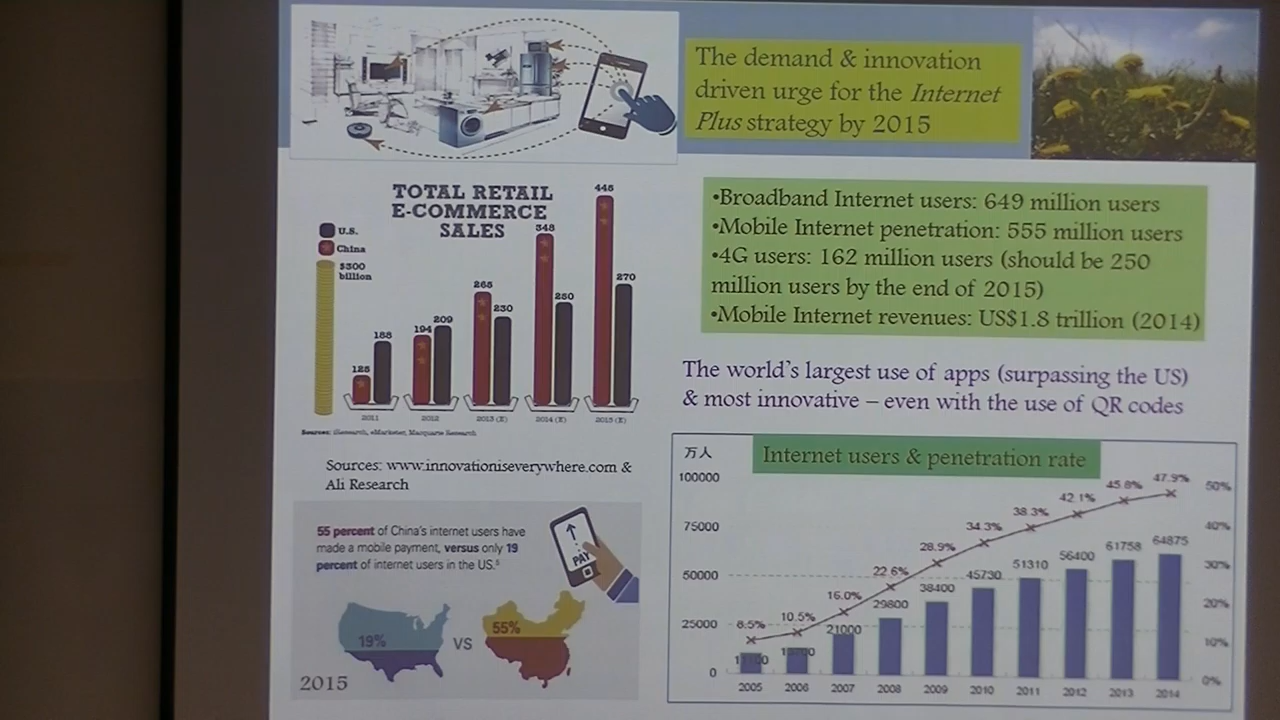 The demand & innovation
driven urge for the Internet
Plus strategy by 2015
TOTAL RETAIL
E-COMMERCE
SALES
U.S.
China
$300
billion
125
188
194
209
265
230
348
250
445
270
2011
2012
2013 (E)
2014 (E)
2015 (E)
Sources: iResearch, eMarketer, Macquarie Research
Sources: www.innovationiseverywhere.com &
Ali Research
•Broadband Internet users: 649 million users
•Mobile Internet penetration: 555 million users
•4G users: 162 million users (should be 250
million users by the end of 2015)
•Mobile Internet revenues: US$1.8 trillion (2014)
The world's largest use of apps (surpassing the US)
& most innovative – even with the use of QR codes
55 percent of China's internet users have
made a mobile payment, versus only 19
percent of internet users in the US.
PAY
19%
VS
55%
2015
万人
Internet users & penetration rate
100000
75000
50000
25000
0
50%
40%
30%
20%
10%
0%
8.5%
10.5%
16.0%
22.6%
28.9%
34.3%
38.3%
42.1%
45.8%
47.9%
11100
21000
29800
38400
45730
51310
56400
61758
64875
2005
2006
2007
2008
2009
2010
2011
2012
2013
2014